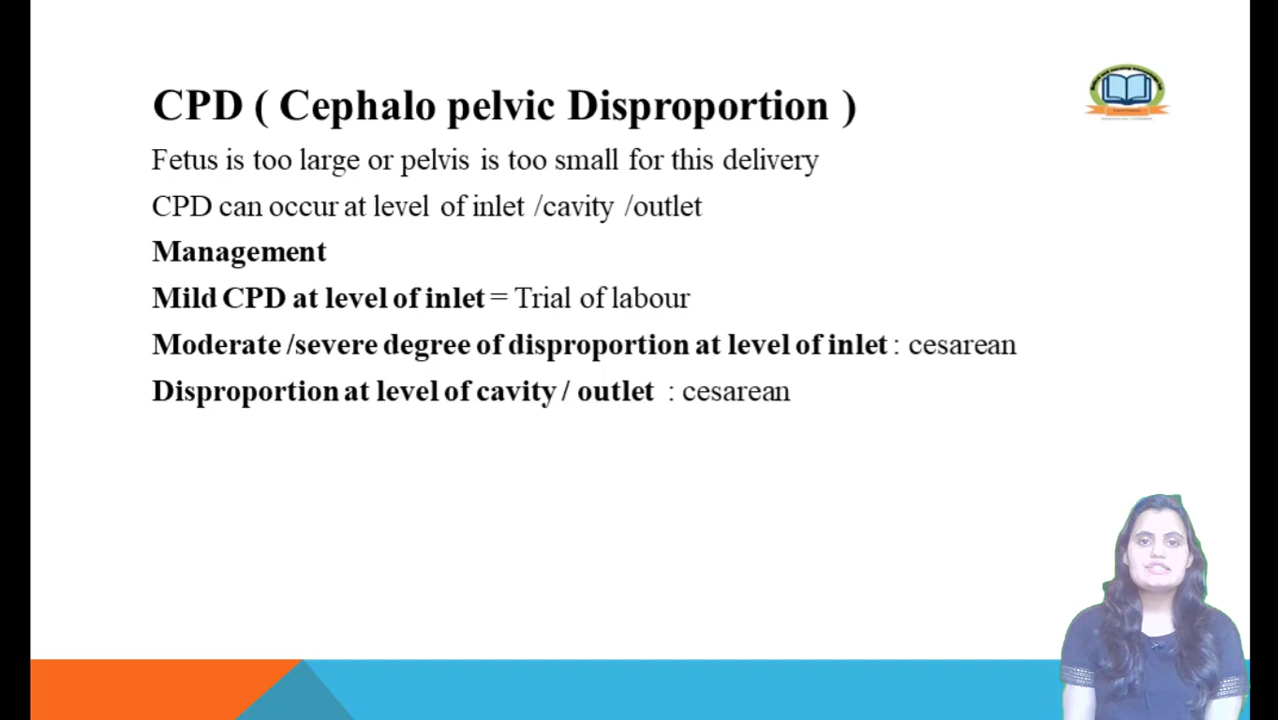 CPD ( Cephalo pelvic Disproportion )
Fetus is too large or pelvis is too small for this delivery
CPD can occur at level of inlet /cavity /outlet
Management
Mild CPD at level of inlet = Trial of labour
Moderate /severe degree of disproportion at level of inlet : cesarean
Disproportion at level of cavity / outlet : cesarean